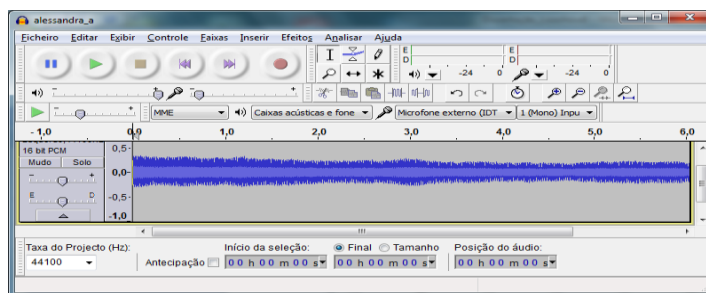 alessandra_a
Ficheiro Editar Exibir Controle Faixas Inserir Efeitos Analisar Ajuda
E D -24 0 E D -24 0
MME Caixas acústicas e fone Microfone externo (IDT 1 (Mono) Inpu
- 1,0 0,0 1,0 2,0 3,0 4,0 5,0 6,0
16 bit PCM
Mudo Solo
- +
E D
0,5-
0,0-
-0,5-
-1,0
Taxa do Projecto (Hz): Início da seleção: Final Tamanho Posição do áudio:
44100 Antecipação 00 h 00 m 00 s 00 h 00 m 00 s 00 h 00 m 00 s